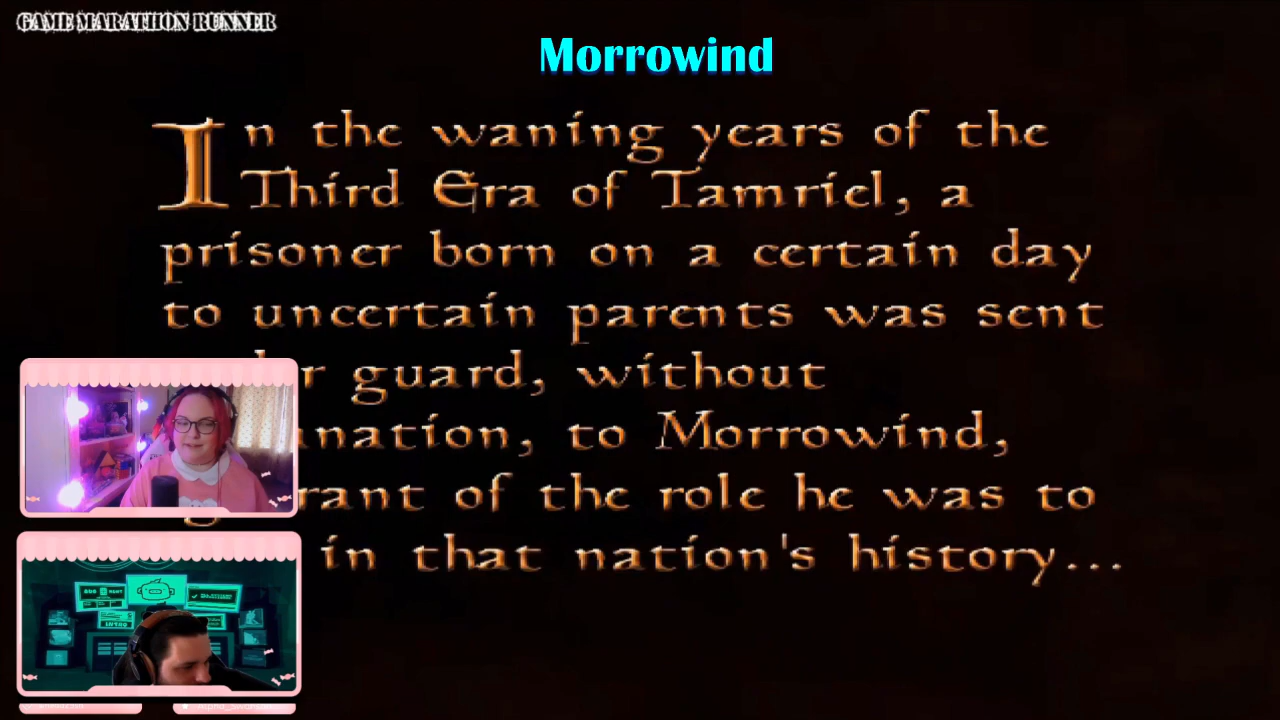 GAME MARATHON RUNNER
Morrowind
In the waning years of the
Third Era of Tamriel, a
prisoner born on a certain day
to uncertain parents was sent
guard, without
to Morrowind,
of the role he was to
in that nation's history...
INTRO